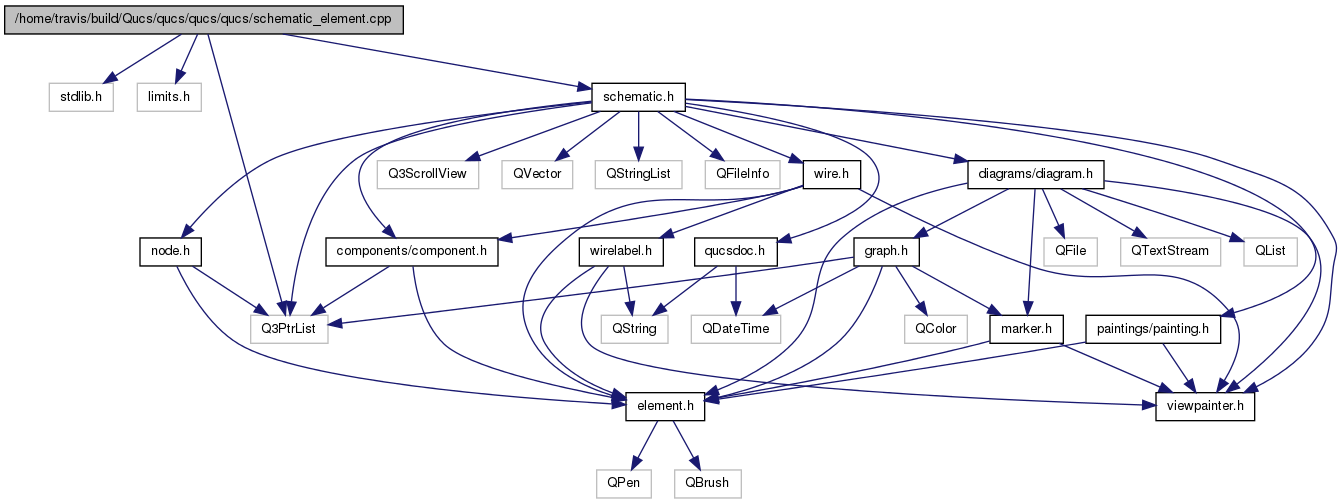 /home/travis/build/Qucs/qucs/qucs/qucs/schematic_element.cpp
stdlib.h
limits.h
schematic.h
Q3ScrollView
QVector
QStringList
QFileInfo
wire.h
diagrams/diagram.h
node.h
components/component.h
wirelabel.h
qucsdoc.h
graph.h
QFile
QTextStream
QList
Q3PtrList
QString
QDateTime
QColor
marker.h
paintings/painting.h
element.h
viewpainter.h
QPen
QBrush